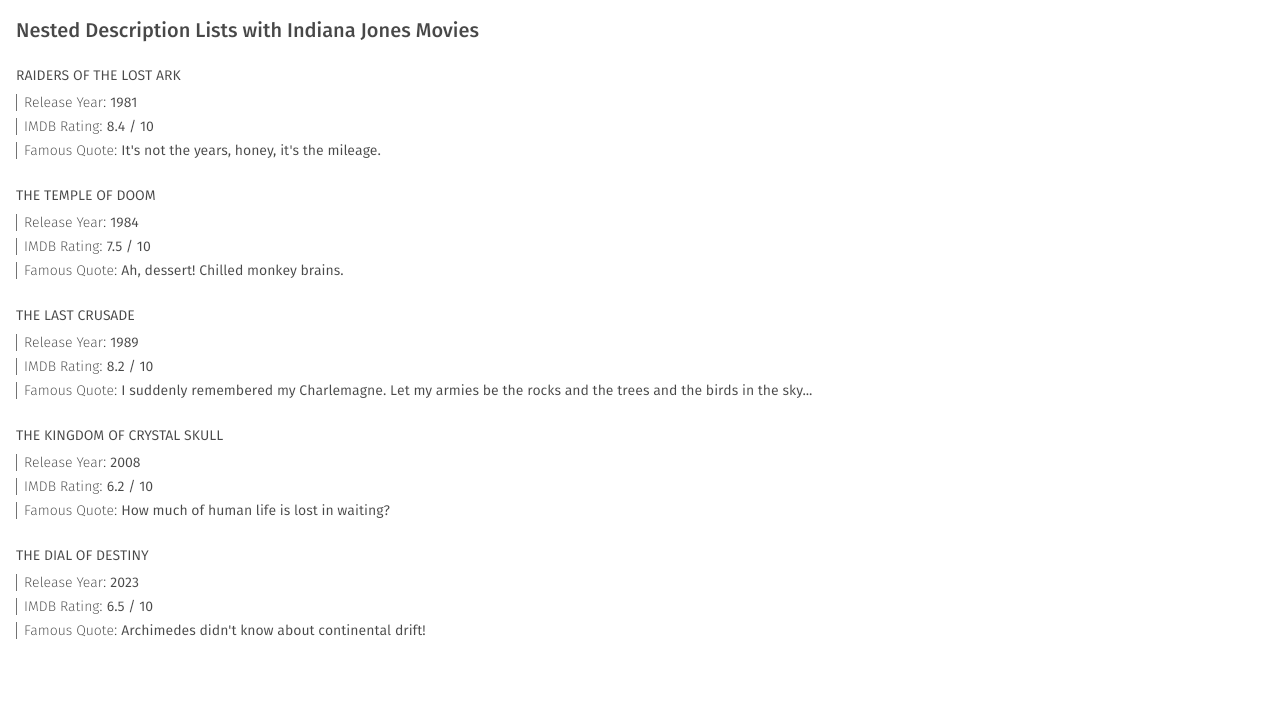 Nested Description Lists with Indiana Jones Movies
RAIDERS OF THE LOST ARK
Release Year: 1981
IMDB Rating: 8.4 / 10
Famous Quote: It's not the years, honey, it's the mileage.
THE TEMPLE OF DOOM
Release Year: 1984
IMDB Rating: 7.5 / 10
Famous Quote: Ah, dessert! Chilled monkey brains.
THE LAST CRUSADE
Release Year: 1989
IMDB Rating: 8.2 / 10
Famous Quote: I suddenly remembered my Charlemagne. Let my armies be the rocks and the trees and the birds in the sky...
THE KINGDOM OF CRYSTAL SKULL
Release Year: 2008
IMDB Rating: 6.2 / 10
Famous Quote: How much of human life is lost in waiting?
THE DIAL OF DESTINY
Release Year: 2023
IMDB Rating: 6.5 / 10
Famous Quote: Archimedes didn't know about continental drift!